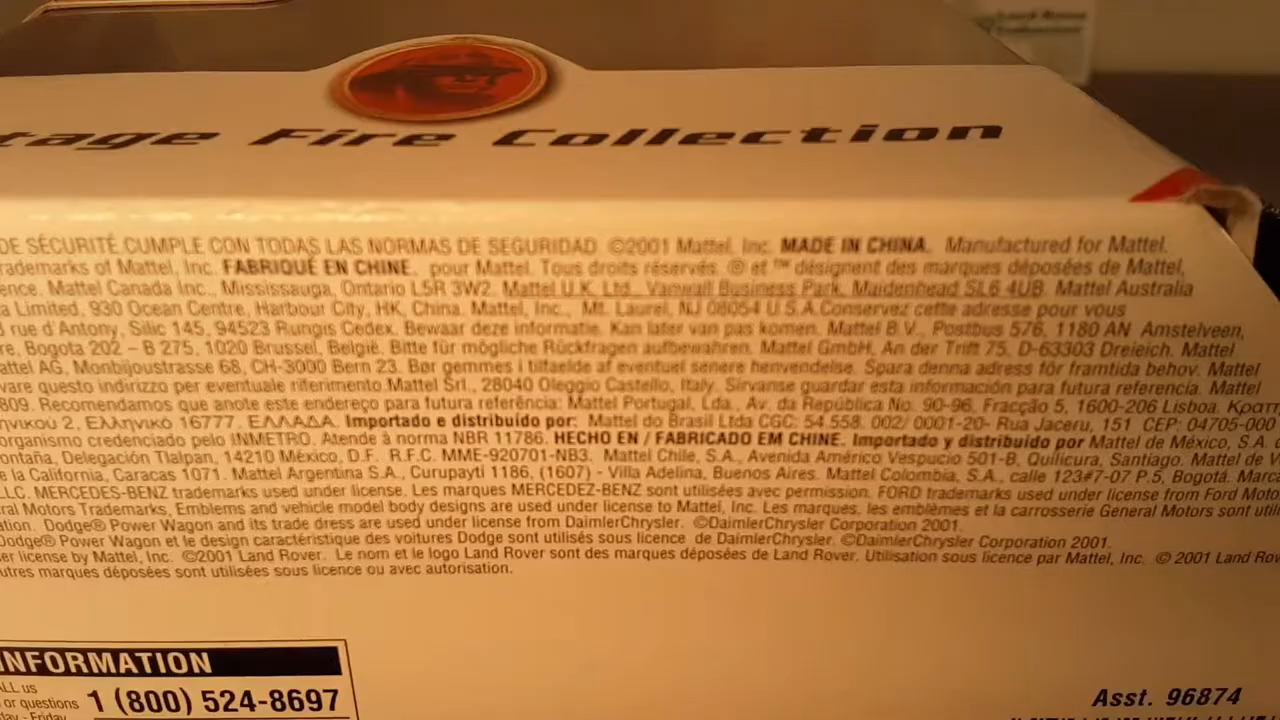 tage Fire Collection
DE SÉCURITÉ.CUMPLE CON TODAS LAS NORMAS DE SEGURIDAD ©2001 Mattel, Inc. MADE IN CHINA. Manufactured for Mattel.
rademarks of Mattel, Inc. FABRIQUÉ EN CHINE. pour Mattel. Tous droits réservés. ® et ™ désignent des marques déposées de Mattel,
ence. Mattel Canada Inc., Mississauga, Ontario L5R 3W2. Mattel U.K. Ltd., Vanwall Business Park, Maidenhead SL6 4UB. Mattel Australia
a Limited, 930 Ocean Centre, Harbour City, HK, China. Mattel, Inc., Mt. Laurel, NJ 08054 U.S.A.Conservez cette adresse pour vous
3 rue d'Antony, Silic 145, 94523 Rungis Cedex. Bewaar deze informatie. Kan later van pas komen. Mattel B.V., Postbus 576, 1180 AN Amstelveen,
re, Bogota 202 – B 275, 1020 Brussel, België. Bitte für mögliche Rückfragen aufbewahren. Mattel GmbH, An der Trift 75, D-63303 Dreieich. Mattel
attel AG, Monbijoustrasse 68, CH-3000 Bern 23. Bør gemmes i tilfælde af eventuel senere henvendelse. Spara denna adress för framtida behov. Mattel
vare questo indirizzo per eventuale riferimento.Mattel Srl., 28040 Oleggio Castello, Italy. Sírvanse guardar esta información para futura referencia. Mattel
809. Recomendamos que anote este endereço para futura referência: Mattel Portugal, Lda., Av. da República No. 90-96, Fracção 5, 1600-206 Lisboa. Κρατή
ηνικού 2, Ελληνικό 16777, ΕΛΛΑΔΑ. Importado e distribuído por: Mattel do Brasil Ltda CGC: 54.558. 002/ 0001-20- Rua Jaceru, 151 CEP: 04705-000
organismo credenciado pelo INMETRO. Atende à norma NBR 11786. HECHO EN / FABRICADO EM CHINE. Importado y distribuido por Mattel de México, S.A.
ontaña, Delegación Tlalpan, 14210 México, D.F. R.F.C. MME-920701-NB3. Mattel Chile, S.A., Avenida Américo Vespucio 501-B, Quilicura, Santiago. Mattel de V
e la California, Caracas 1071. Mattel Argentina S.A., Curupayti 1186, (1607) - Villa Adelina, Buenos Aires. Mattel Colombia, S.A., calle 123#7-07 P.5, Bogotá. Marca
LLC. MERCEDES-BENZ trademarks used under license. Les marques MERCEDEZ-BENZ sont utilisées avec permission. FORD trademarks used under license from Ford Moto
ral Motors Trademarks, Emblems and vehicle model body designs are used under license to Mattel, Inc. Les marques, les emblèmes et la carrosserie General Motors sont utili
ation. Dodge® Power Wagon and its trade dress are used under license from DaimlerChrysler. ©DaimlerChrysler Corporation 2001.
Dodge® Power Wagon et le design caractéristique des voitures Dodge sont utilisés sous licence de DaimlerChrysler. ©DaimlerChrysler Corporation 2001.
er license by Mattel, Inc. ©2001 Land Rover. Le nom et le logo Land Rover sont des marques déposées de Land Rover. Utilisation sous licence par Mattel, Inc. © 2001 Land Rov
utres marques déposées sont utilisées sous licence ou avec autorisation.
INFORMATION
ALL us
or questions 1 (800) 524-8697
day - Friday
Asst. 96874